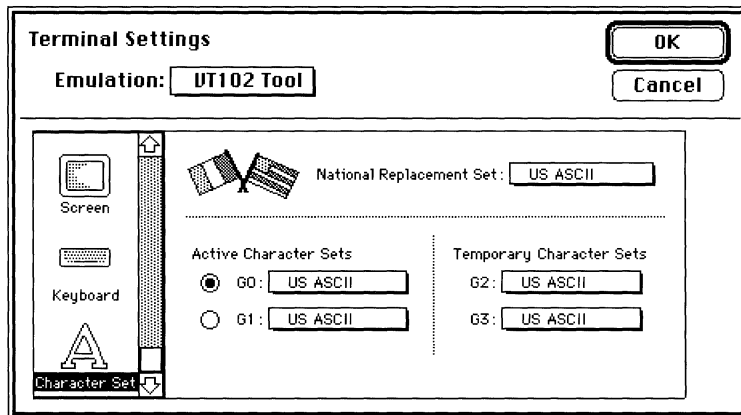 Terminal Settings
OK
Emulation: VT102 Tool
Cancel
Screen
Keyboard
Character Set
National Replacement Set: US ASCII
Active Character Sets
G0: US ASCII
G1: US ASCII
Temporary Character Sets
G2: US ASCII
G3: US ASCII